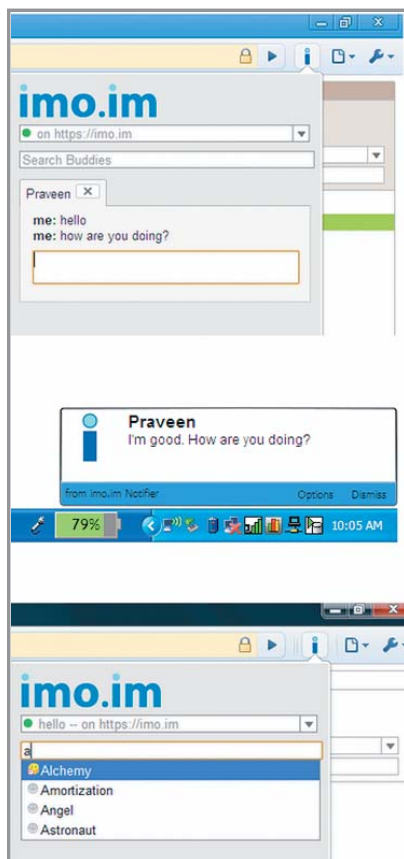 imo.im
on https://imo.im
Search Buddies
Praveen
me: hello
me: how are you doing?
Praveen
I'm good. How are you doing?
from imo.im Notifier Options Dismiss
79% 10:05 AM
imo.im
hello -- on https://imo.im
a
Alchemy
Amortization
Angel
Astronaut